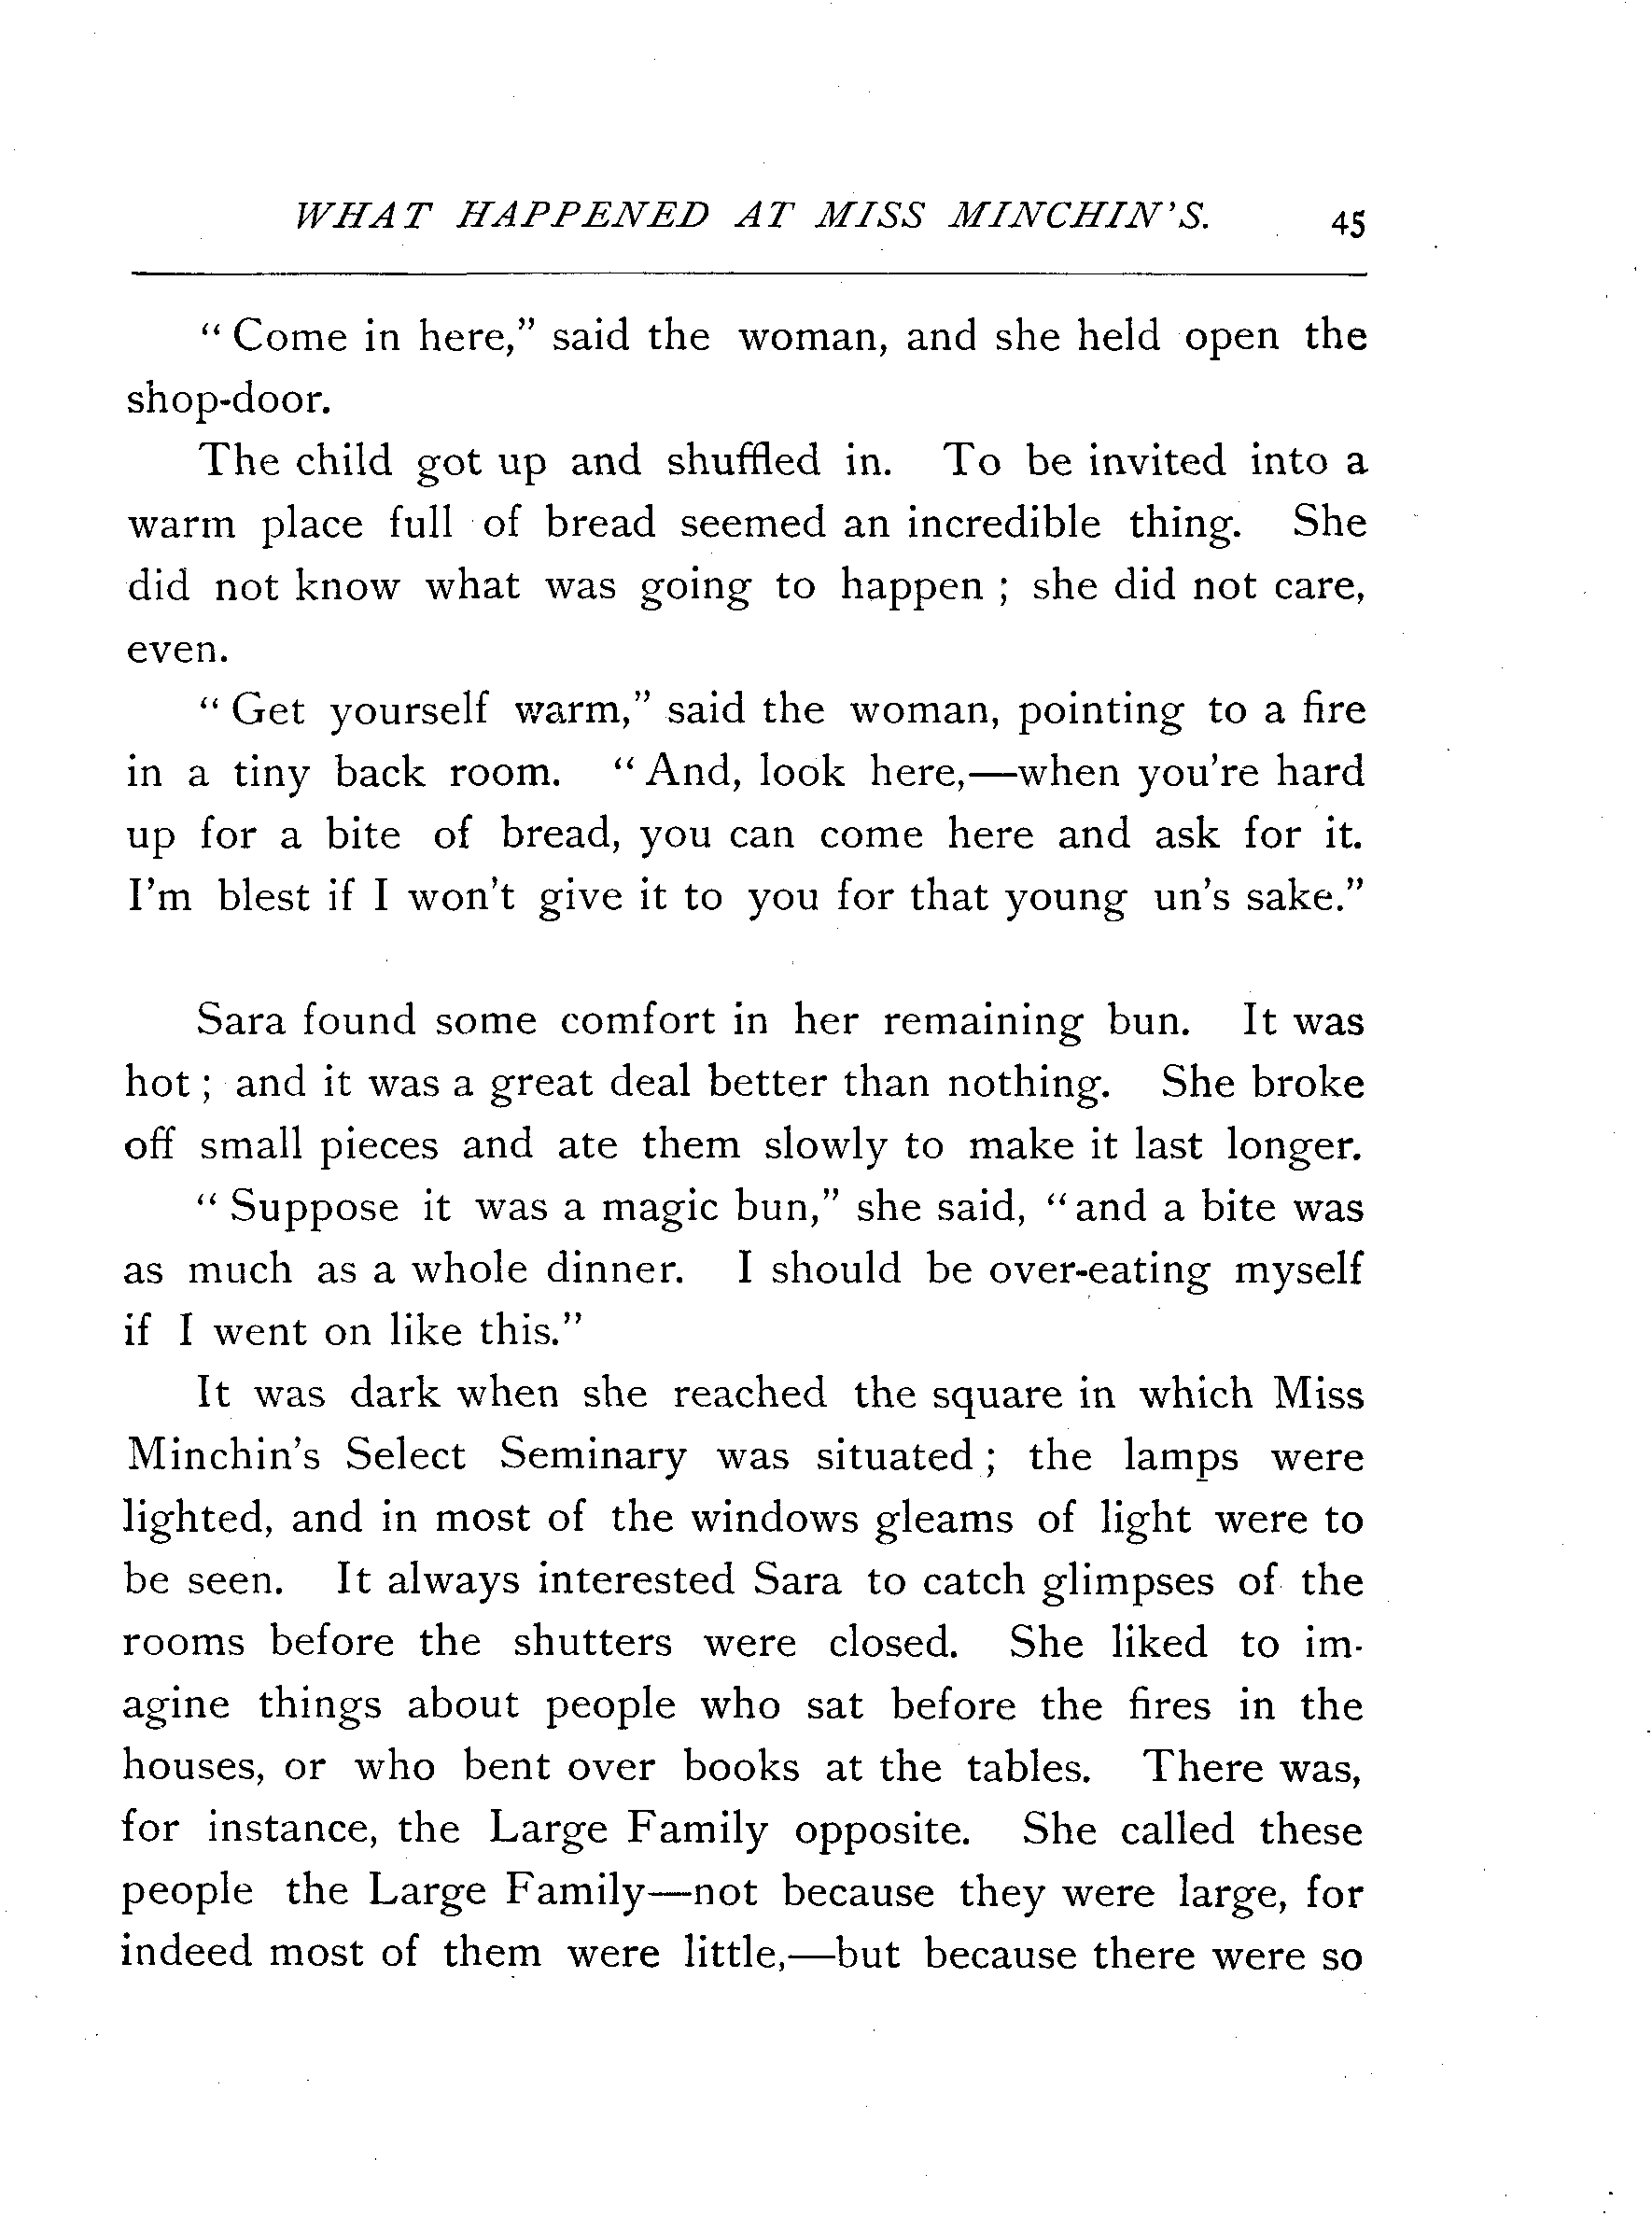 WHAT HAPPENED AT MISS MINCHIN'S. 45
“Come in here,” said the woman, and she held open the
shop-door.
The child got up and shuffled in. To be invited into a
warm place full of bread seemed an incredible thing. She
did not know what was going to happen; she did not care,
even.
“Get yourself warm,” said the woman, pointing to a fire
in a tiny back room. “And, look here,—when you're hard
up for a bite of bread, you can come here and ask for it.
I'm blest if I won't give it to you for that young un's sake.”
Sara found some comfort in her remaining bun. It was
hot; and it was a great deal better than nothing. She broke
off small pieces and ate them slowly to make it last longer.
“Suppose it was a magic bun,” she said, “and a bite was
as much as a whole dinner. I should be over-eating myself
if I went on like this.”
It was dark when she reached the square in which Miss
Minchin's Select Seminary was situated; the lamps were
lighted, and in most of the windows gleams of light were to
be seen. It always interested Sara to catch glimpses of the
rooms before the shutters were closed. She liked to im-
agine things about people who sat before the fires in the
houses, or who bent over books at the tables. There was,
for instance, the Large Family opposite. She called these
people the Large Family—not because they were large, for
indeed most of them were little,—but because there were so